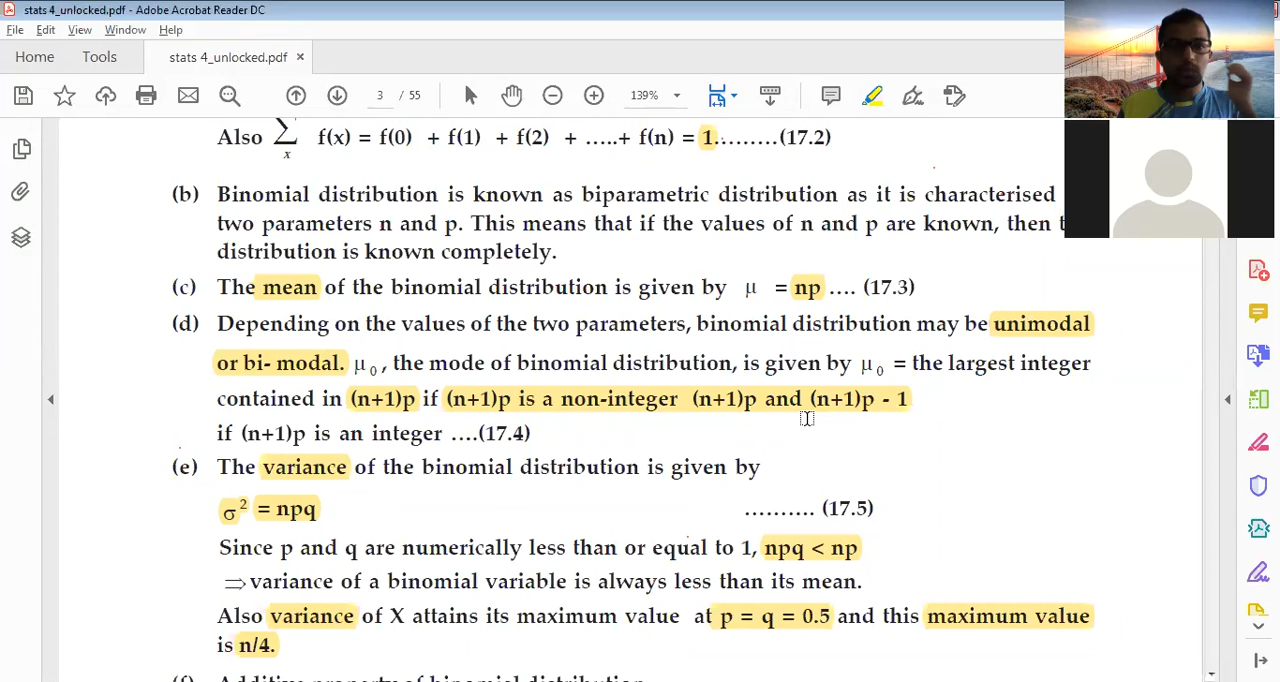 stats 4_unlocked.pdf - Adobe Acrobat Reader DC
File Edit View Window Help
Home Tools stats 4_unlocked.pdf ×
3 / 55 139%
Also ∑ f(x) = f(0) + f(1) + f(2) + …..+ f(n) = 1………(17.2)
x
(b) Binomial distribution is known as biparametric distribution as it is characterised
two parameters n and p. This means that if the values of n and p are known, then
distribution is known completely.
(c) The mean of the binomial distribution is given by μ = np …. (17.3)
(d) Depending on the values of the two parameters, binomial distribution may be unimodal
or bi- modal. μ₀, the mode of binomial distribution, is given by μ₀ = the largest integer
contained in (n+1)p if (n+1)p is a non-integer (n+1)p and (n+1)p - 1
if (n+1)p is an integer ….(17.4)
(e) The variance of the binomial distribution is given by
σ² = npq ………. (17.5)
Since p and q are numerically less than or equal to 1, npq < np
⇒ variance of a binomial variable is always less than its mean.
Also variance of X attains its maximum value at p = q = 0.5 and this maximum value
is n/4.
(f) Additive property of binomial distribution